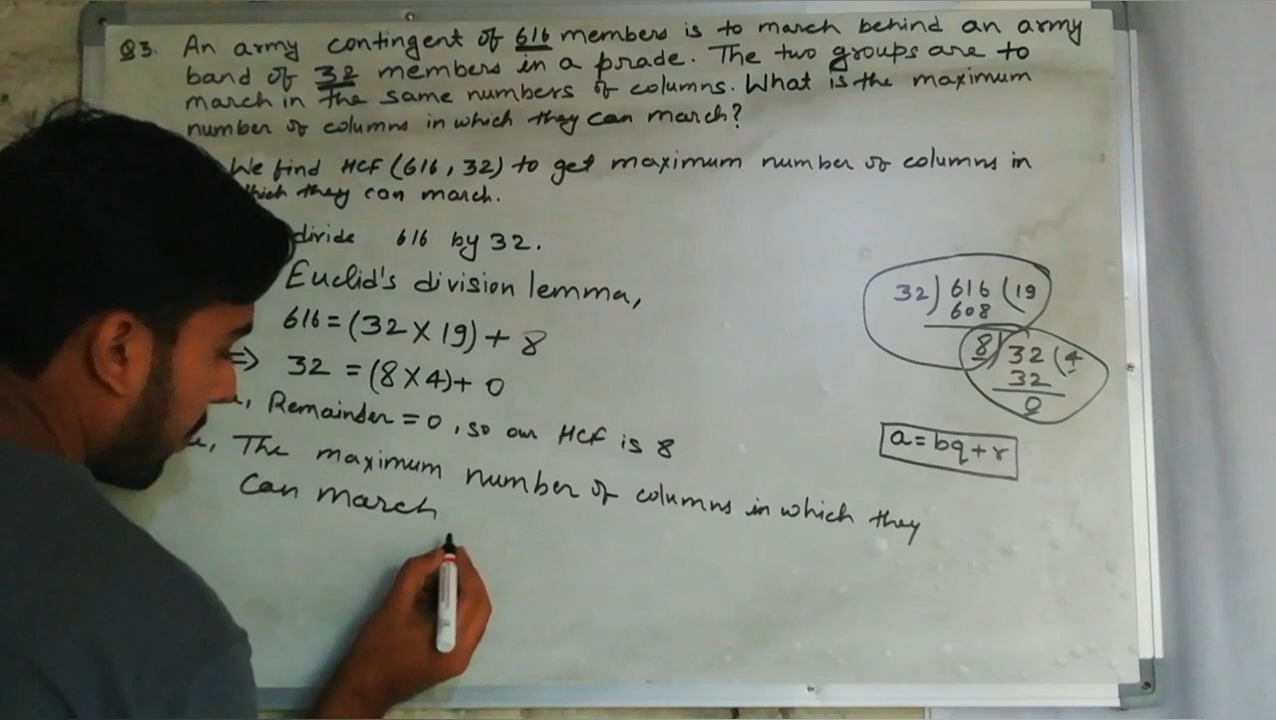 Q3. An army contingent of 616 members is to march behind an army
band of 32 members in a prade. The two groups are to
march in the same numbers of columns. What is the maximum
number of columns in which they can march?
We find HCF (616, 32) to get maximum number of columns in
which they can march.
divide 616 by 32.
Euclid's division lemma,
616 = (32 × 19) + 8
=> 32 = (8 × 4) + 0
, Remainder = 0, so our HCF is 8
, The maximum number of columns in which they
can march
32) 616 (19
608
8) 32 (4
32
0
a = bq + r